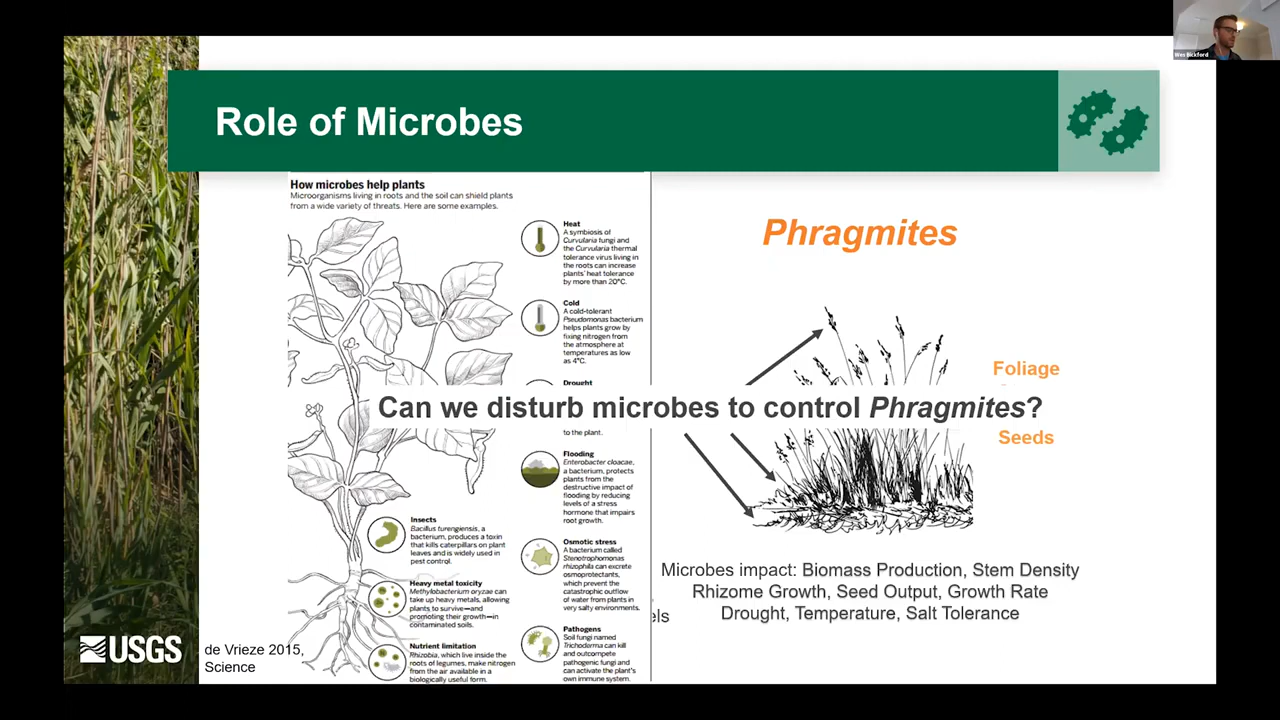 Wes Bickford
Role of Microbes
How microbes help plants
Microorganisms living in roots and the soil can shield plants
from a wide variety of threats. Here are some examples.
Heat
A symbiosis of
Curvularia fungi and
the Curvularia thermal
tolerance virus living in
the roots can increase
plants' heat tolerance
by more than 20°C.
Cold
A cold-tolerant
Pseudomonas bacterium
helps plants grow by
fixing nitrogen from
the atmosphere at
temperatures as low
as 4°C.
Drought
to the plant.
Flooding
Enterobacter cloacae,
a bacterium, protects
plants from the
destructive impact of
flooding by reducing
levels of a stress
hormone that impairs
root growth.
Insects
Bacillus turengiensis, a
bacterium, produces a toxin
that kills caterpillars on plant
leaves and is widely used in
pest control.
Osmotic stress
A bacterium called
Stenotrophomonas
rhizophila can excrete
osmoprotectants,
which prevent the
catastrophic outflow
of water from plants in
very salty environments.
Heavy metal toxicity
Methylobacterium oryzae can
take up heavy metals, allowing
plants to survive—and
promoting their growth—in
contaminated soils.
Pathogens
Soil fungi named
Trichoderma can kill
and outcompete
pathogenic fungi and
can activate the plant's
own immune system.
Nutrient limitation
Rhizobia, which live inside the
roots of legumes, make nitrogen
from the air available in a
biologically useful form.
Can we disturb microbes to control Phragmites?
Phragmites
Foliage
Seeds
Microbes impact: Biomass Production, Stem Density
Rhizome Growth, Seed Output, Growth Rate
Drought, Temperature, Salt Tolerance
els
USGS
de Vrieze 2015,
Science